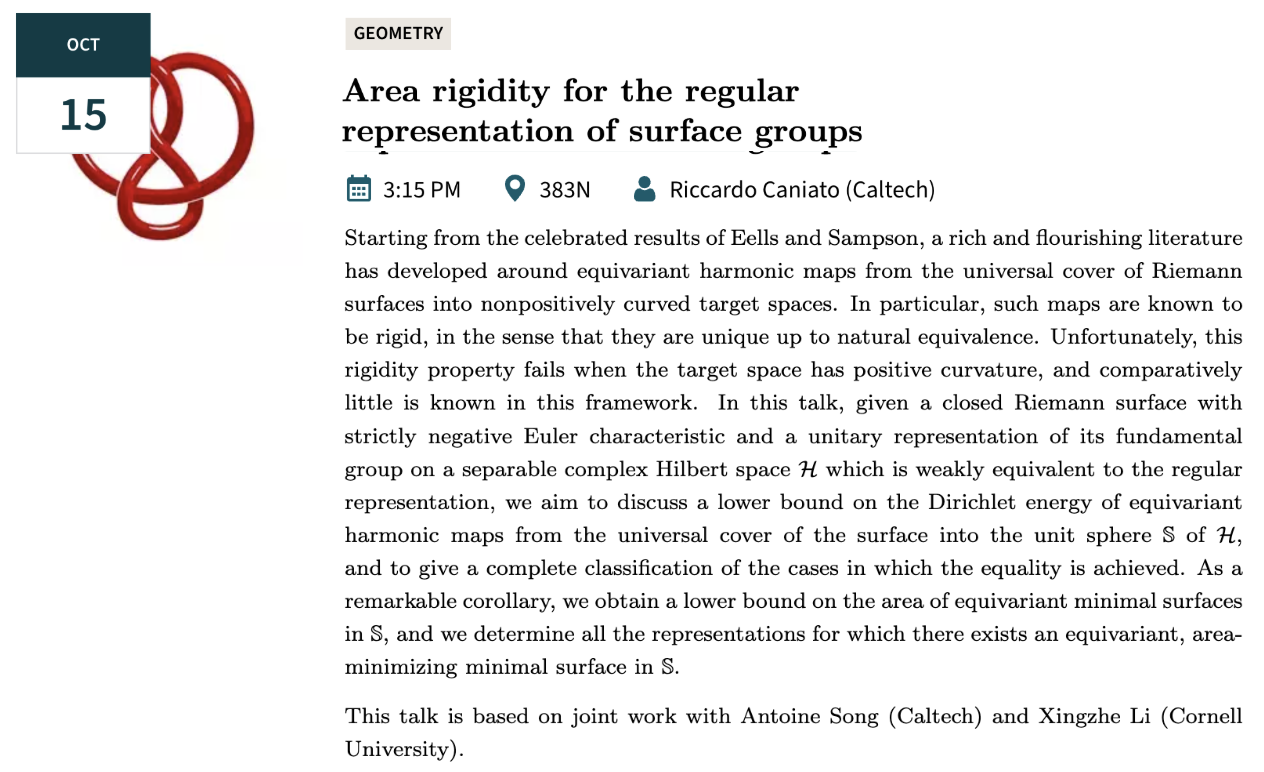 OCT
15
GEOMETRY
Area rigidity for the regular
representation of surface groups
3:15 PM
383N
Riccardo Caniato (Caltech)
Starting from the celebrated results of Eells and Sampson, a rich and flourishing literature
has developed around equivariant harmonic maps from the universal cover of Riemann
surfaces into nonpositively curved target spaces. In particular, such maps are known to
be rigid, in the sense that they are unique up to natural equivalence. Unfortunately, this
rigidity property fails when the target space has positive curvature, and comparatively
little is known in this framework. In this talk, given a closed Riemann surface with
strictly negative Euler characteristic and a unitary representation of its fundamental
group on a separable complex Hilbert space ℋ which is weakly equivalent to the regular
representation, we aim to discuss a lower bound on the Dirichlet energy of equivariant
harmonic maps from the universal cover of the surface into the unit sphere 𝕊 of ℋ,
and to give a complete classification of the cases in which the equality is achieved. As a
remarkable corollary, we obtain a lower bound on the area of equivariant minimal surfaces
in 𝕊, and we determine all the representations for which there exists an equivariant, area-
minimizing minimal surface in 𝕊.
This talk is based on joint work with Antoine Song (Caltech) and Xingzhe Li (Cornell
University).